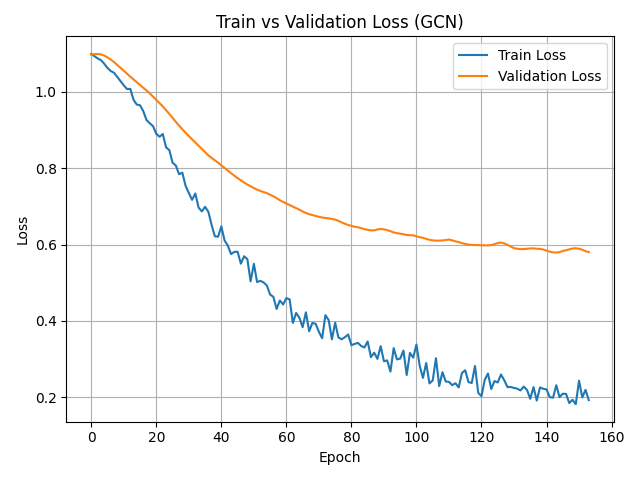 Train vs Validation Loss (GCN)
Train Loss
Validation Loss
Loss
1.0
0.8
0.6
0.4
0.2
0 20 40 60 80 100 120 140 160
Epoch